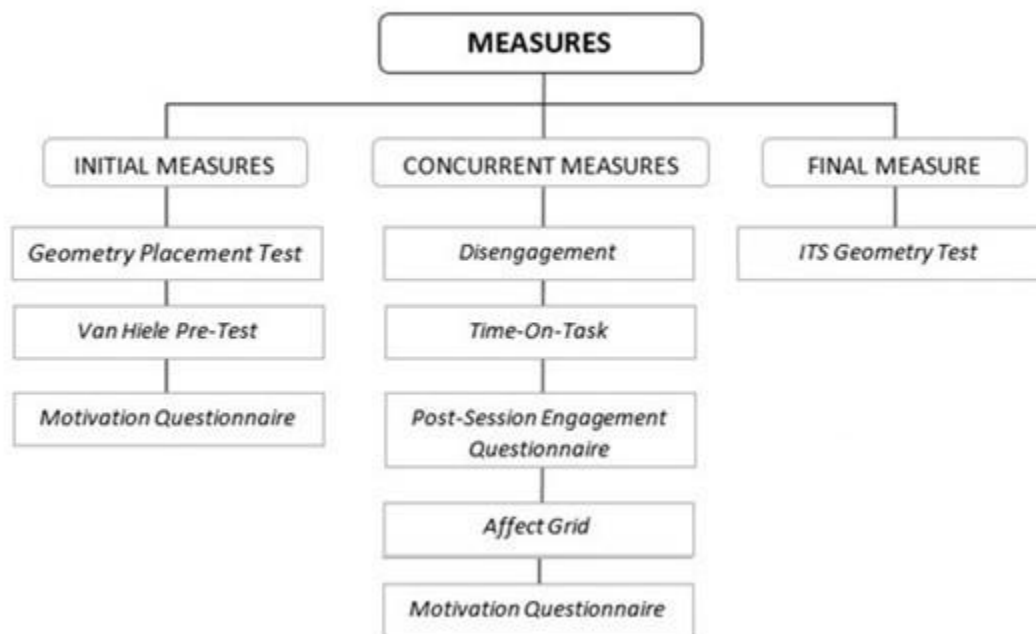 MEASURES
INITIAL MEASURES
CONCURRENT MEASURES
FINAL MEASURE
Geometry Placement Test
Disengagement
ITS Geometry Test
Van Hiele Pre-Test
Time-On-Task
Motivation Questionnaire
Post-Session Engagement
Questionnaire
Affect Grid
Motivation Questionnaire